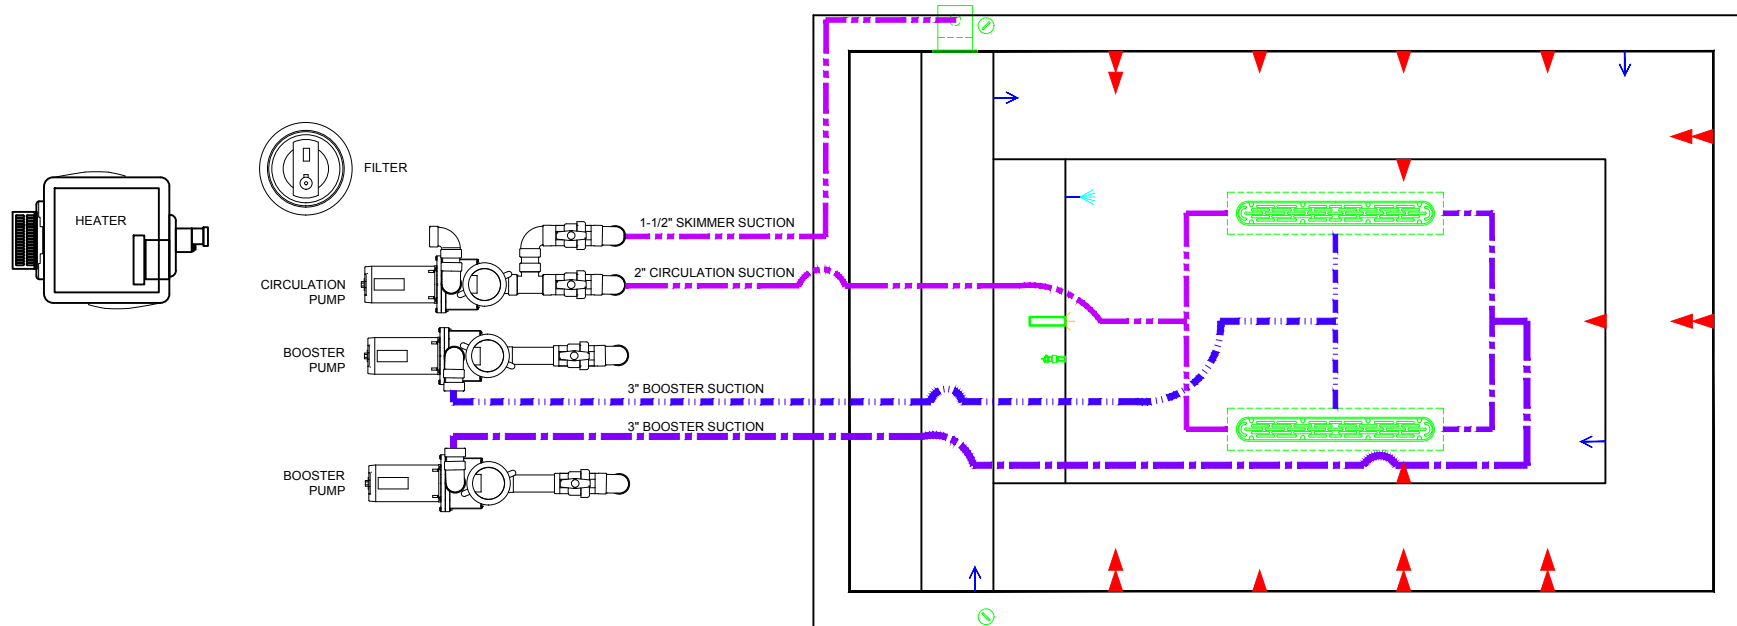 FILTER
HEATER
1-1/2" SKIMMER SUCTION
2" CIRCULATION SUCTION
CIRCULATION
PUMP
BOOSTER
PUMP
3" BOOSTER SUCTION
3" BOOSTER SUCTION
BOOSTER
PUMP